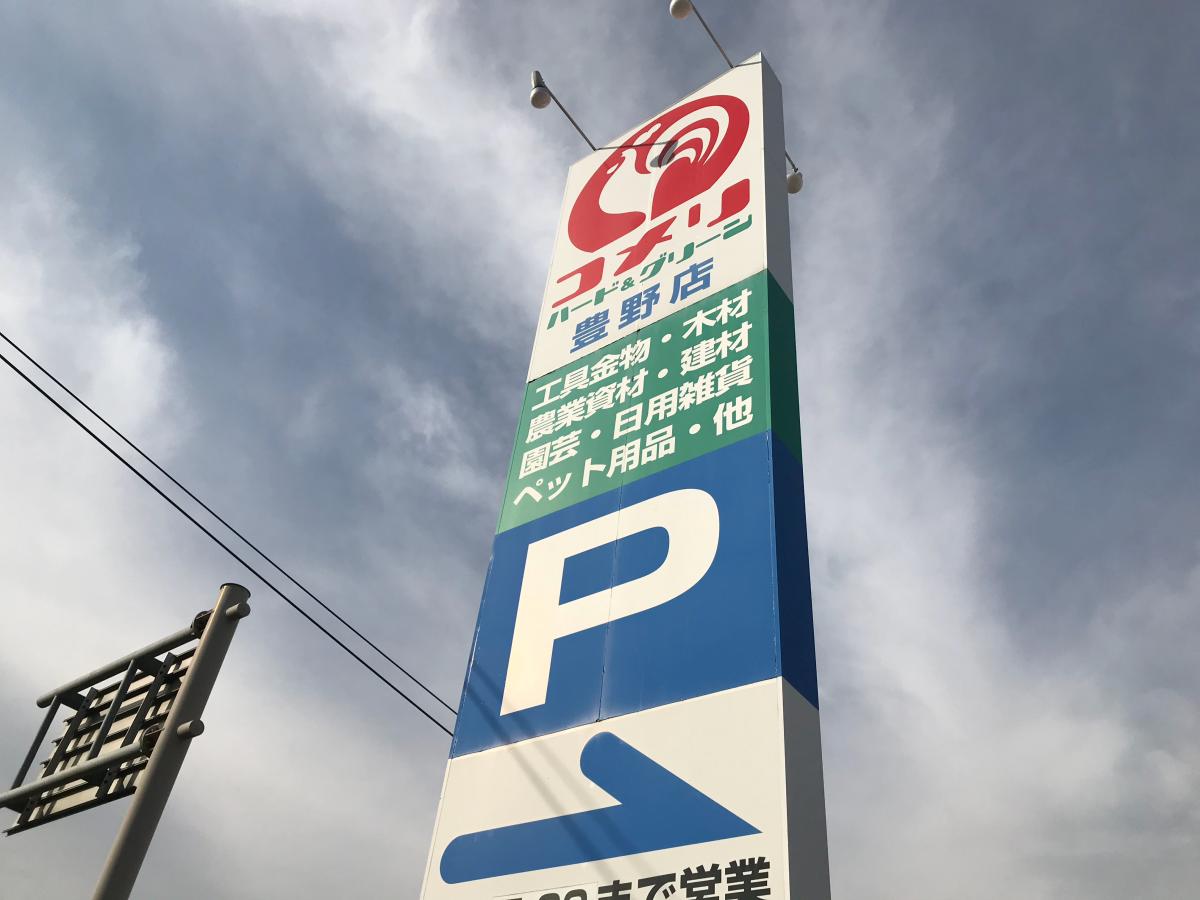 コメリ
ハード&グリーン
豊野店
工具金物・木材
農業資材・建材
園芸・日用雑貨
ペット用品・他
P
まで営業